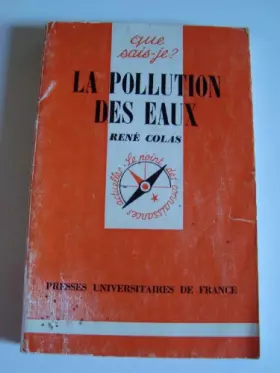 que
sais-je?
LA POLLUTION
DES EAUX
RENÉ COLAS
Le point des connaissances actuelles
PRESSES UNIVERSITAIRES DE FRANCE